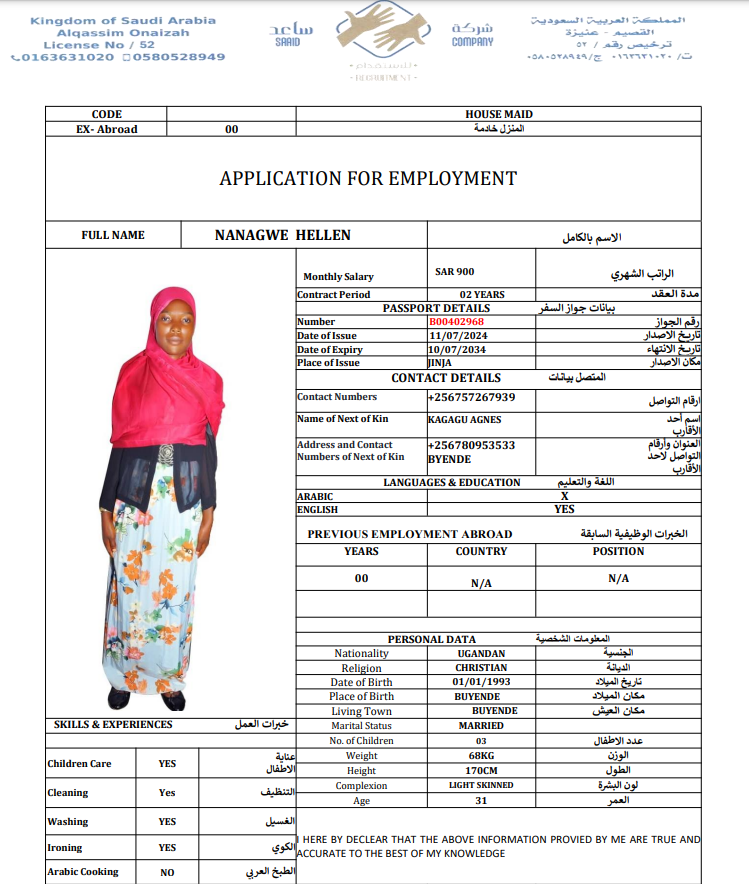 Kingdom of Saudi Arabia
Alqassim Onaizah
License No / 52
0163631020 0580528949
ساعد
SAAID
شركة
COMPANY
للاستقدام
- RECRUITMENT -
المملكة العربية السعودية
القصيم - عنيزة
ترخيص رقم / ٥٢
ت/ ٠١٦٣٦٣١٠٢٠ ج/ ٠٥٨٠٥٢٨٩٤٩
CODE HOUSE MAID
EX- Abroad 00 المنزل خادمة
APPLICATION FOR EMPLOYMENT
FULL NAME NANAGWE HELLEN الاسم بالكامل
Monthly Salary SAR 900 الراتب الشهري
Contract Period 02 YEARS مدة العقد
PASSPORT DETAILS بيانات جواز السفر
Number B00402968 رقم الجواز
Date of Issue 11/07/2024 تاريخ الاصدار
Date of Expiry 10/07/2034 تاريخ الانتهاء
Place of Issue JINJA مكان الاصدار
CONTACT DETAILS المتصل بيانات
Contact Numbers +256757267939 ارقام التواصل
Name of Next of Kin KAGAGU AGNES اسم أحد
الأقارب
Address and Contact +256780953533 العنوان وأرقام
Numbers of Next of Kin BYENDE التواصل لاحد
الأقارب
LANGUAGES & EDUCATION اللغة والتعليم
ARABIC X
ENGLISH YES
PREVIOUS EMPLOYMENT ABROAD الخبرات الوظيفية السابقة
YEARS COUNTRY POSITION
00 N/A N/A
PERSONAL DATA المعلومات الشخصية
Nationality UGANDAN الجنسية
Religion CHRISTIAN الديانة
Date of Birth 01/01/1993 تاريخ الميلاد
Place of Birth BUYENDE مكان الميلاد
Living Town BUYENDE مكان العيش
Marital Status MARRIED
No. of Children 03 عدد الاطفال
Weight 68KG الوزن
Height 170CM الطول
Complexion LIGHT SKINNED لون البشرة
Age 31 العمر
SKILLS & EXPERIENCES خبرات العمل
Children Care YES عناية
الاطفال
Cleaning Yes التنظيف
Washing YES الغسيل
Ironing YES الكوي
Arabic Cooking NO الطبخ العربي
I HERE BY DECLEAR THAT THE ABOVE INFORMATION PROVIED BY ME ARE TRUE AND
ACCURATE TO THE BEST OF MY KNOWLEDGE